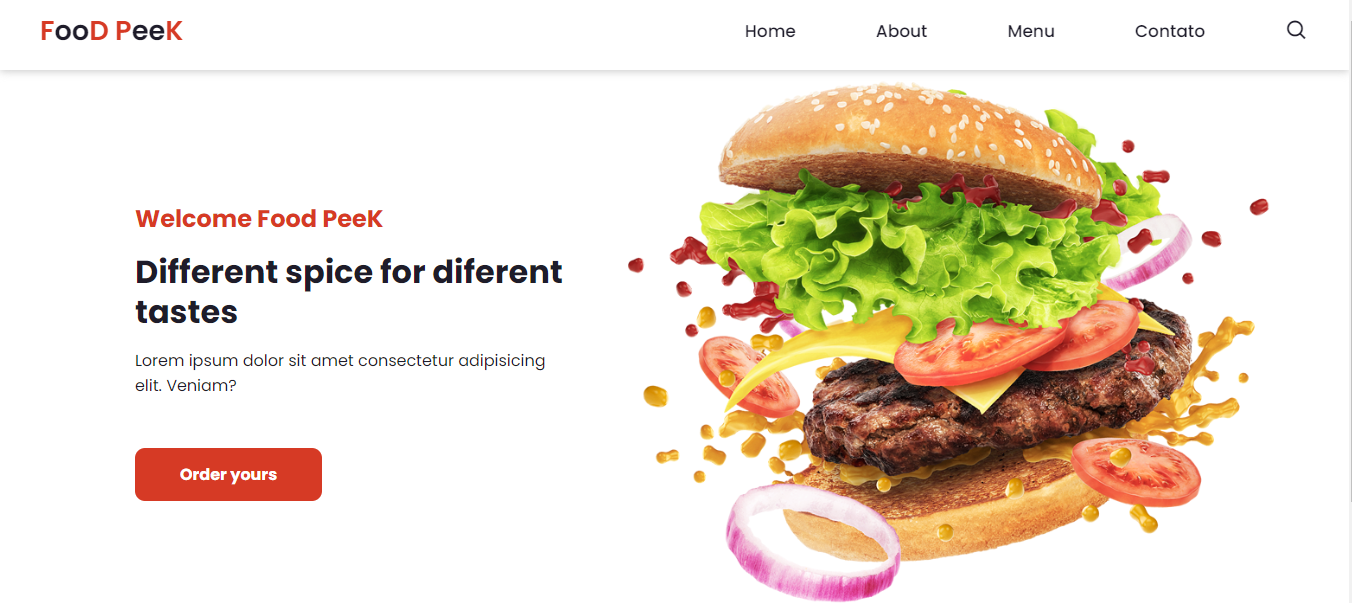 FooD PeeK
Home
About
Menu
Contato
Welcome Food PeeK
Different spice for diferent
tastes
Lorem ipsum dolor sit amet consectetur adipisicing
elit. Veniam?
Order yours